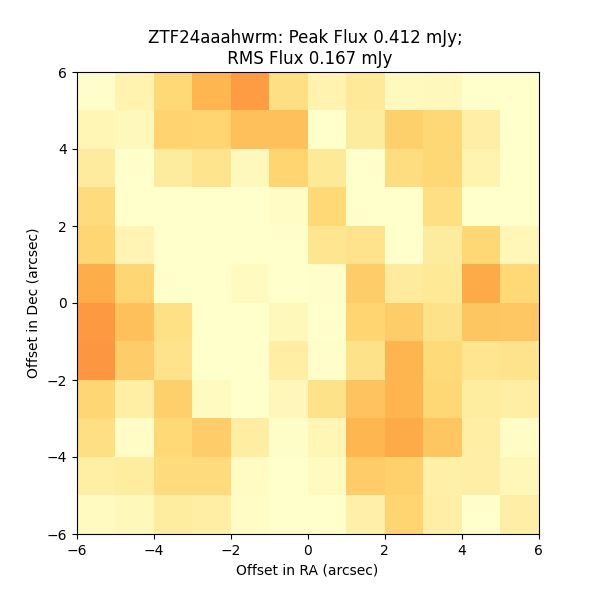 ZTF24aaahwrm: Peak Flux 0.412 mJy;
RMS Flux 0.167 mJy
6
4
2
0
−2
−4
−6
Offset in Dec (arcsec)
−6 −4 −2 0 2 4 6
Offset in RA (arcsec)